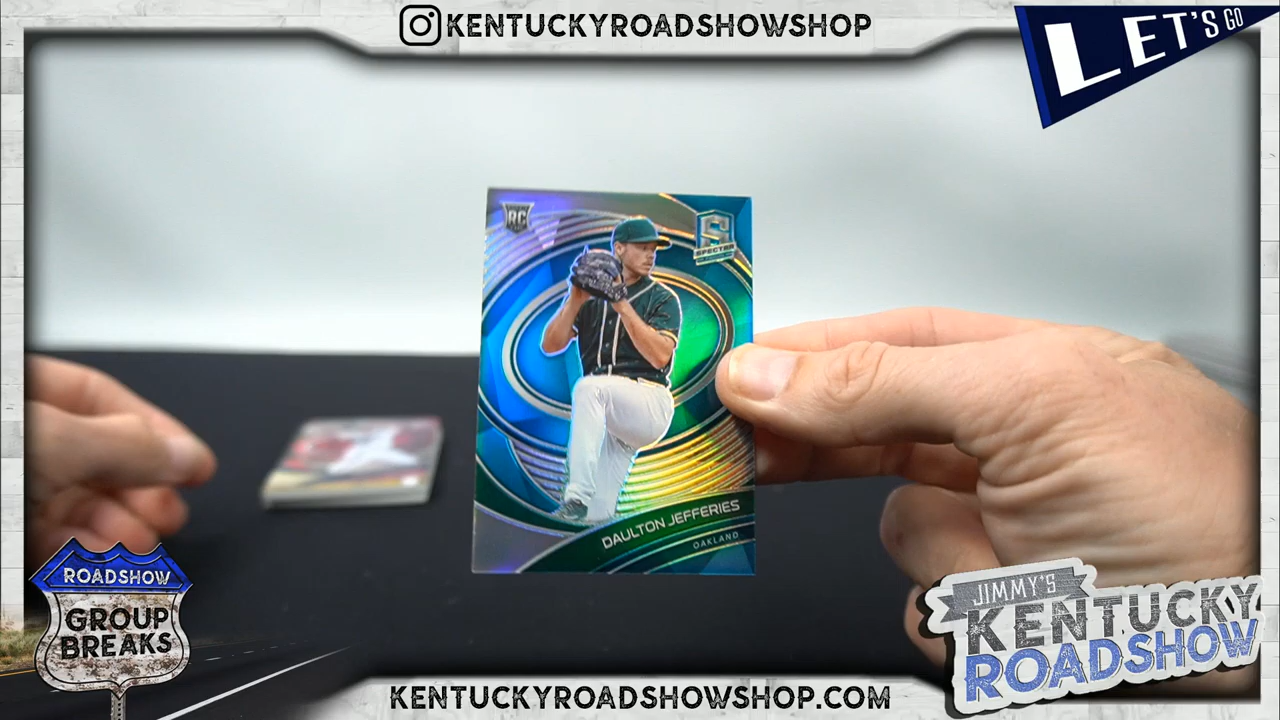 KENTUCKYROADSHOWSHOP
LET'S GO
RC
S
SPECTRA
DAULTON JEFFERIES
OAKLAND
ROADSHOW
GROUP
BREAKS
JIMMY'S
KENTUCKY
ROADSHOW
KENTUCKYROADSHOWSHOP.COM